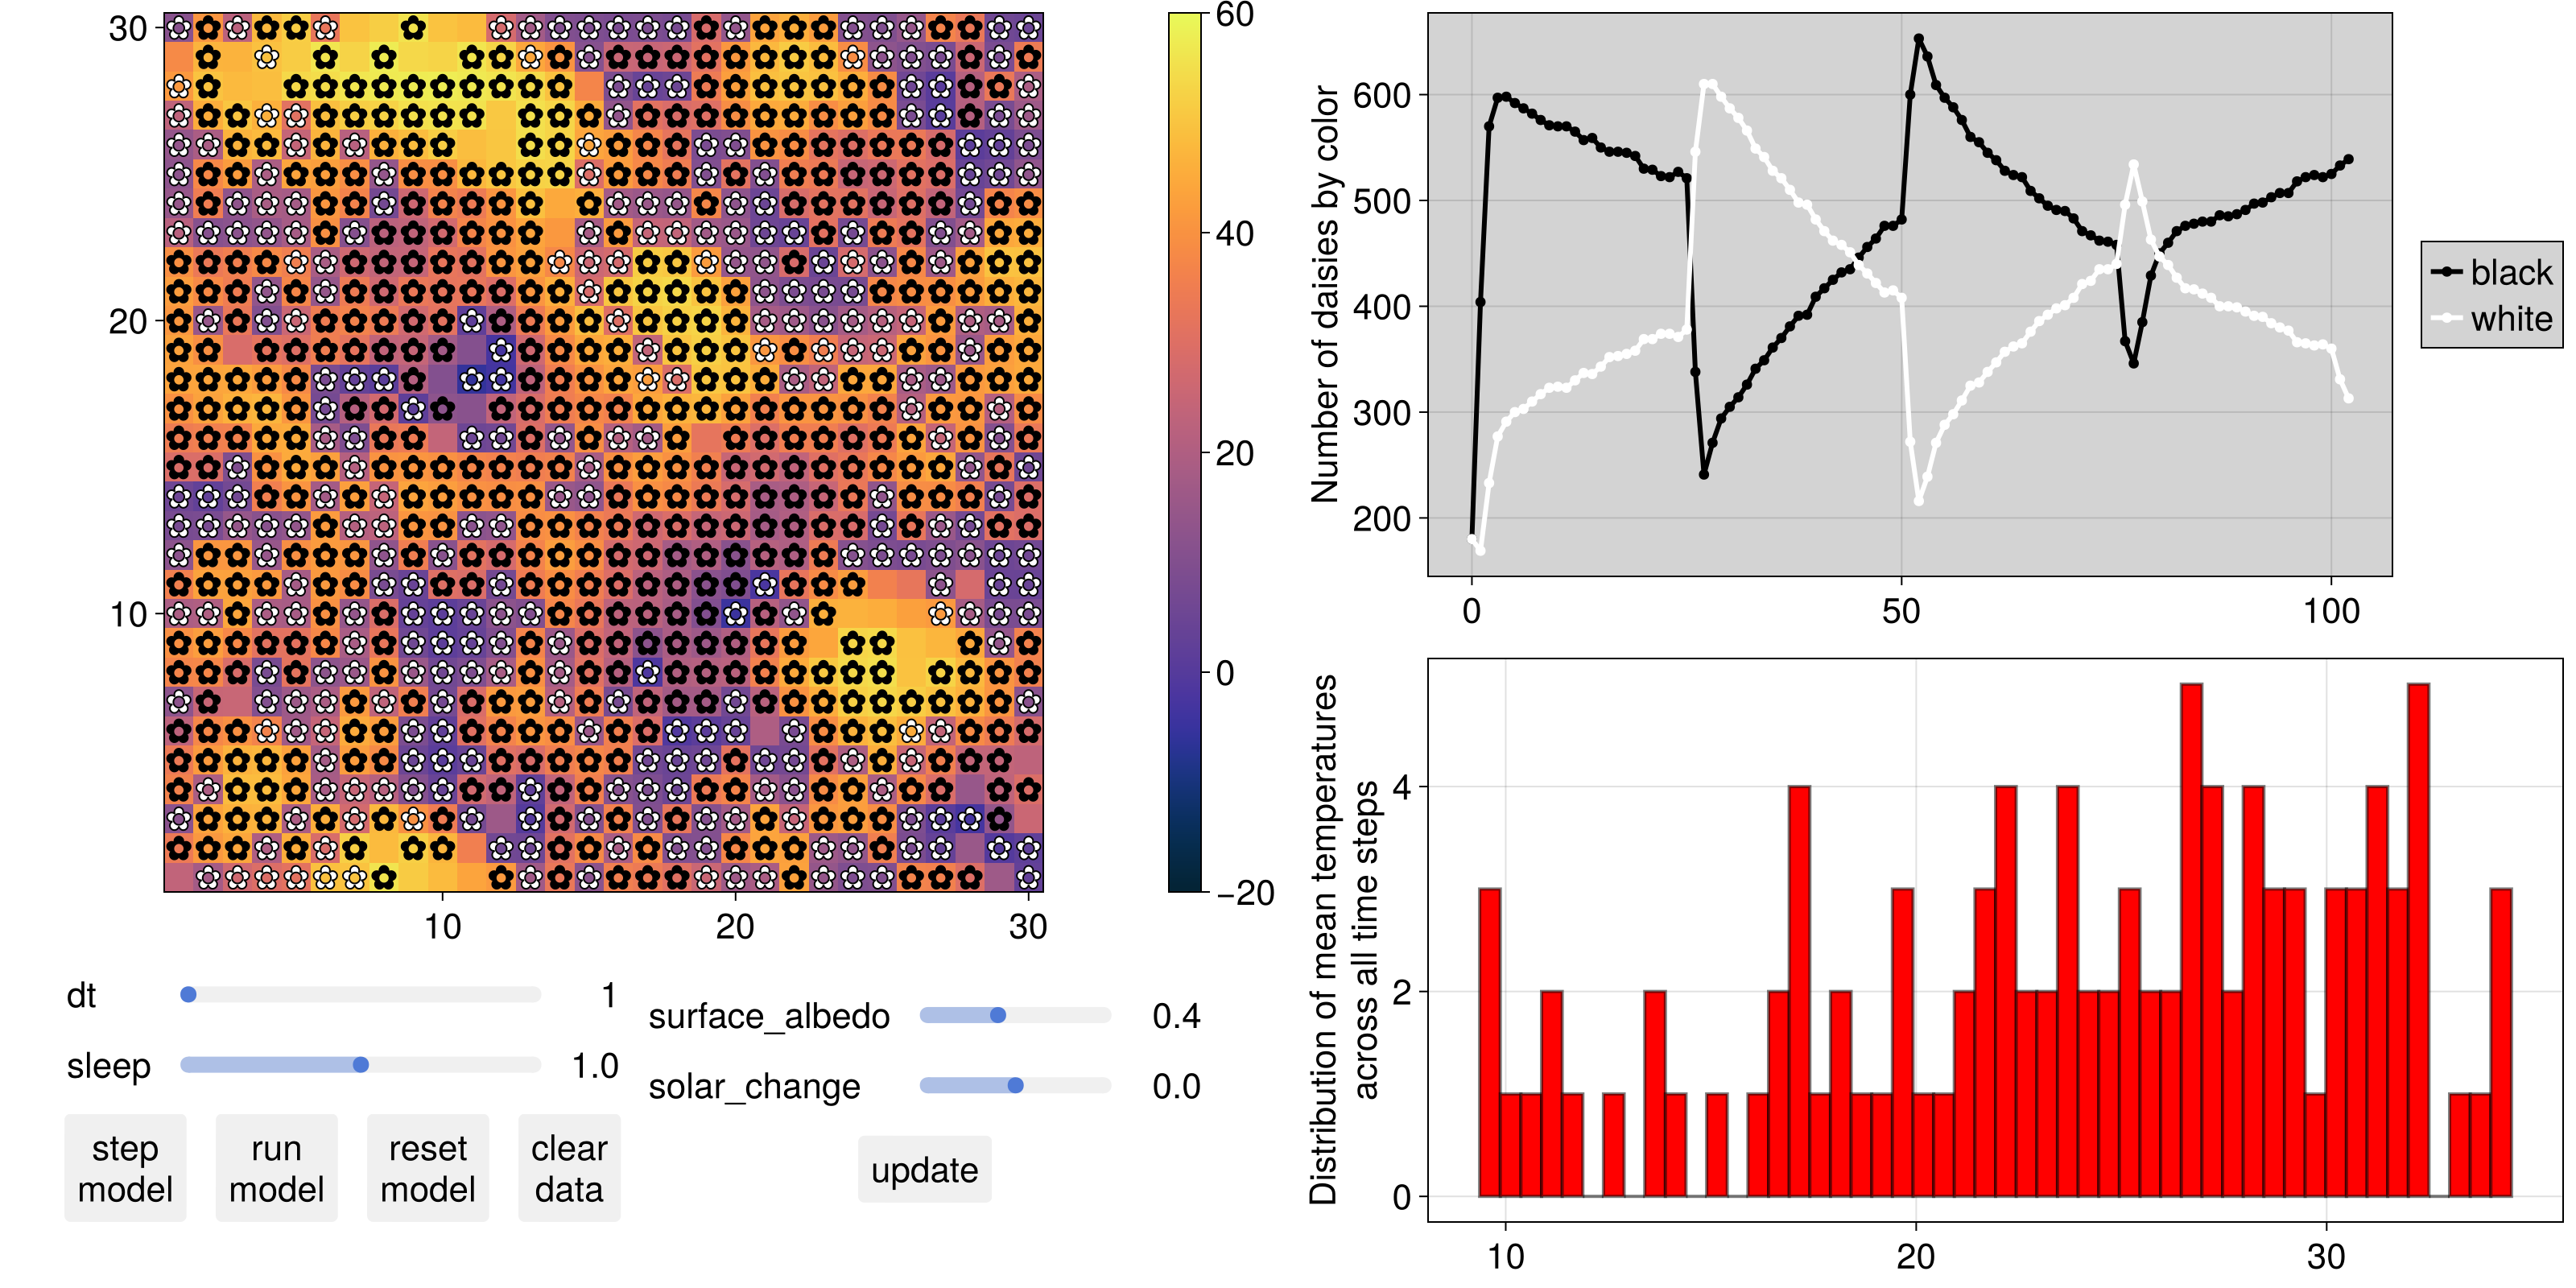 30
20
10
10
20
30
60
40
20
0
−20
Number of daisies by color
600
500
400
300
200
0
50
100
black
white
Distribution of mean temperatures
across all time steps
4
2
0
10
20
30
dt
1
sleep
1.0
surface_albedo
0.4
solar_change
0.0
step
model
run
model
reset
model
clear
data
update